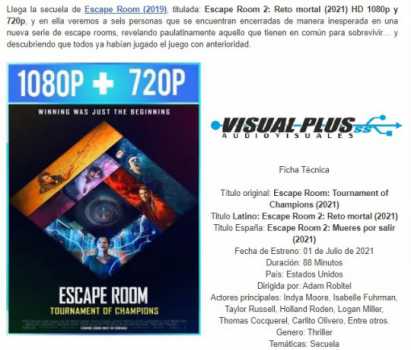 Llega la secuela de Escape Room (2019), titulada: Escape Room 2: Reto mortal (2021) HD 1080p y
720p, y en ella veremos a seis personas que se encuentran encerradas de manera inesperada en una
nueva serie de escape rooms, revelando paulatinamente aquello que tienen en común para sobrevivir... y
descubriendo que todos ya habían jugado el juego con anterioridad.
1080P + 720P
WINNING WAS JUST THE BEGINNING
ESCAPE ROOM
TOURNAMENT OF CHAMPIONS
VISUAL PLUSSS
AUDIOVISUALES
Ficha Técnica
Título original: Escape Room: Tournament of
Champions (2021)
Título Latino: Escape Room 2: Reto mortal (2021)
Título España: Escape Room 2: Mueres por salir
(2021)
Fecha de Estreno: 01 de Julio de 2021
Duración: 88 Minutos
País: Estados Unidos
Dirigida por: Adam Robitel
Actores principales: Indya Moore, Isabelle Fuhrman,
Taylor Russell, Holland Roden, Logan Miller,
Thomas Cocquerel, Carlito Olivero, Entre otros.
Genero: Thriller
Temáticas: Secuela